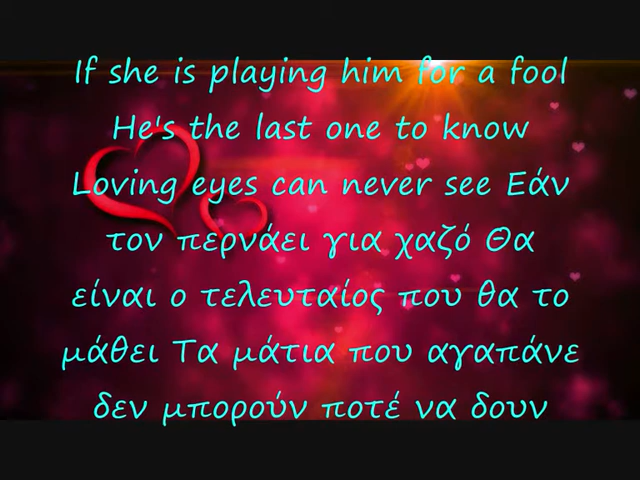 If she is playing him for a fool
He's the last one to know
Loving eyes can never see Εάν
τον περνάει για χαζό Θα
είναι ο τελευταίος που θα το
μάθει Τα μάτια που αγαπάνε
δεν μπορούν ποτέ να δουν